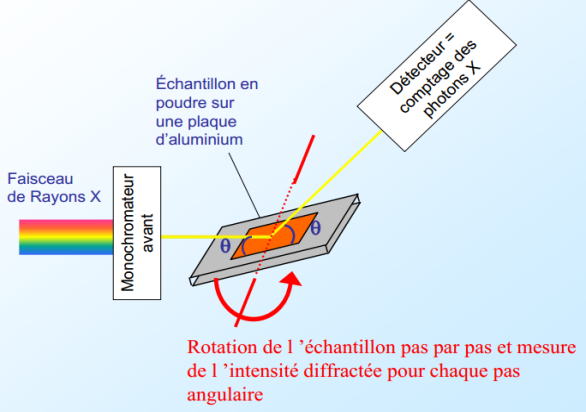 Détecteur =
comptage des
photons X
Échantillon en
poudre sur
une plaque
d'aluminium
Faisceau
de Rayons X
Monochromateur
avant
θ
θ
Rotation de l ’échantillon pas par pas et mesure
de l ’intensité diffractée pour chaque pas
angulaire